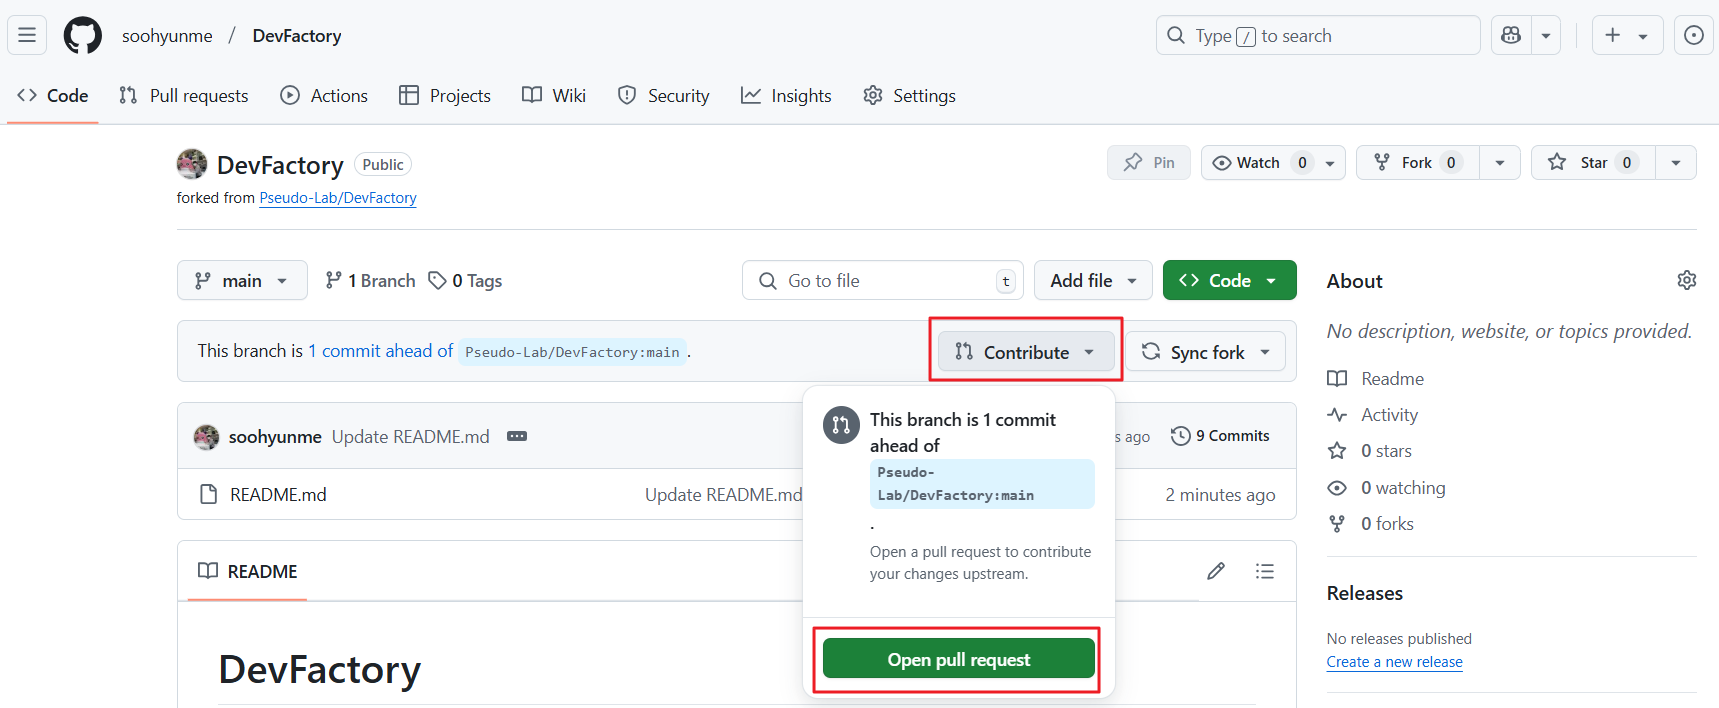 soohyunme / DevFactory
Type / to search
Code
Pull requests
Actions
Projects
Wiki
Security
Insights
Settings
DevFactory Public
forked from Pseudo-Lab/DevFactory
Pin
Watch 0
Fork 0
Star 0
main
1 Branch
0 Tags
Go to file t
Add file
Code
This branch is 1 commit ahead of Pseudo-Lab/DevFactory:main .
Contribute
Sync fork
This branch is 1 commit
ahead of
Pseudo-
Lab/DevFactory:main
.
Open a pull request to contribute
your changes upstream.
Open pull request
soohyunme Update README.md
s ago
9 Commits
README.md
Update README.md
2 minutes ago
README
DevFactory
About
No description, website, or topics provided.
Readme
Activity
0 stars
0 watching
0 forks
Releases
No releases published
Create a new release